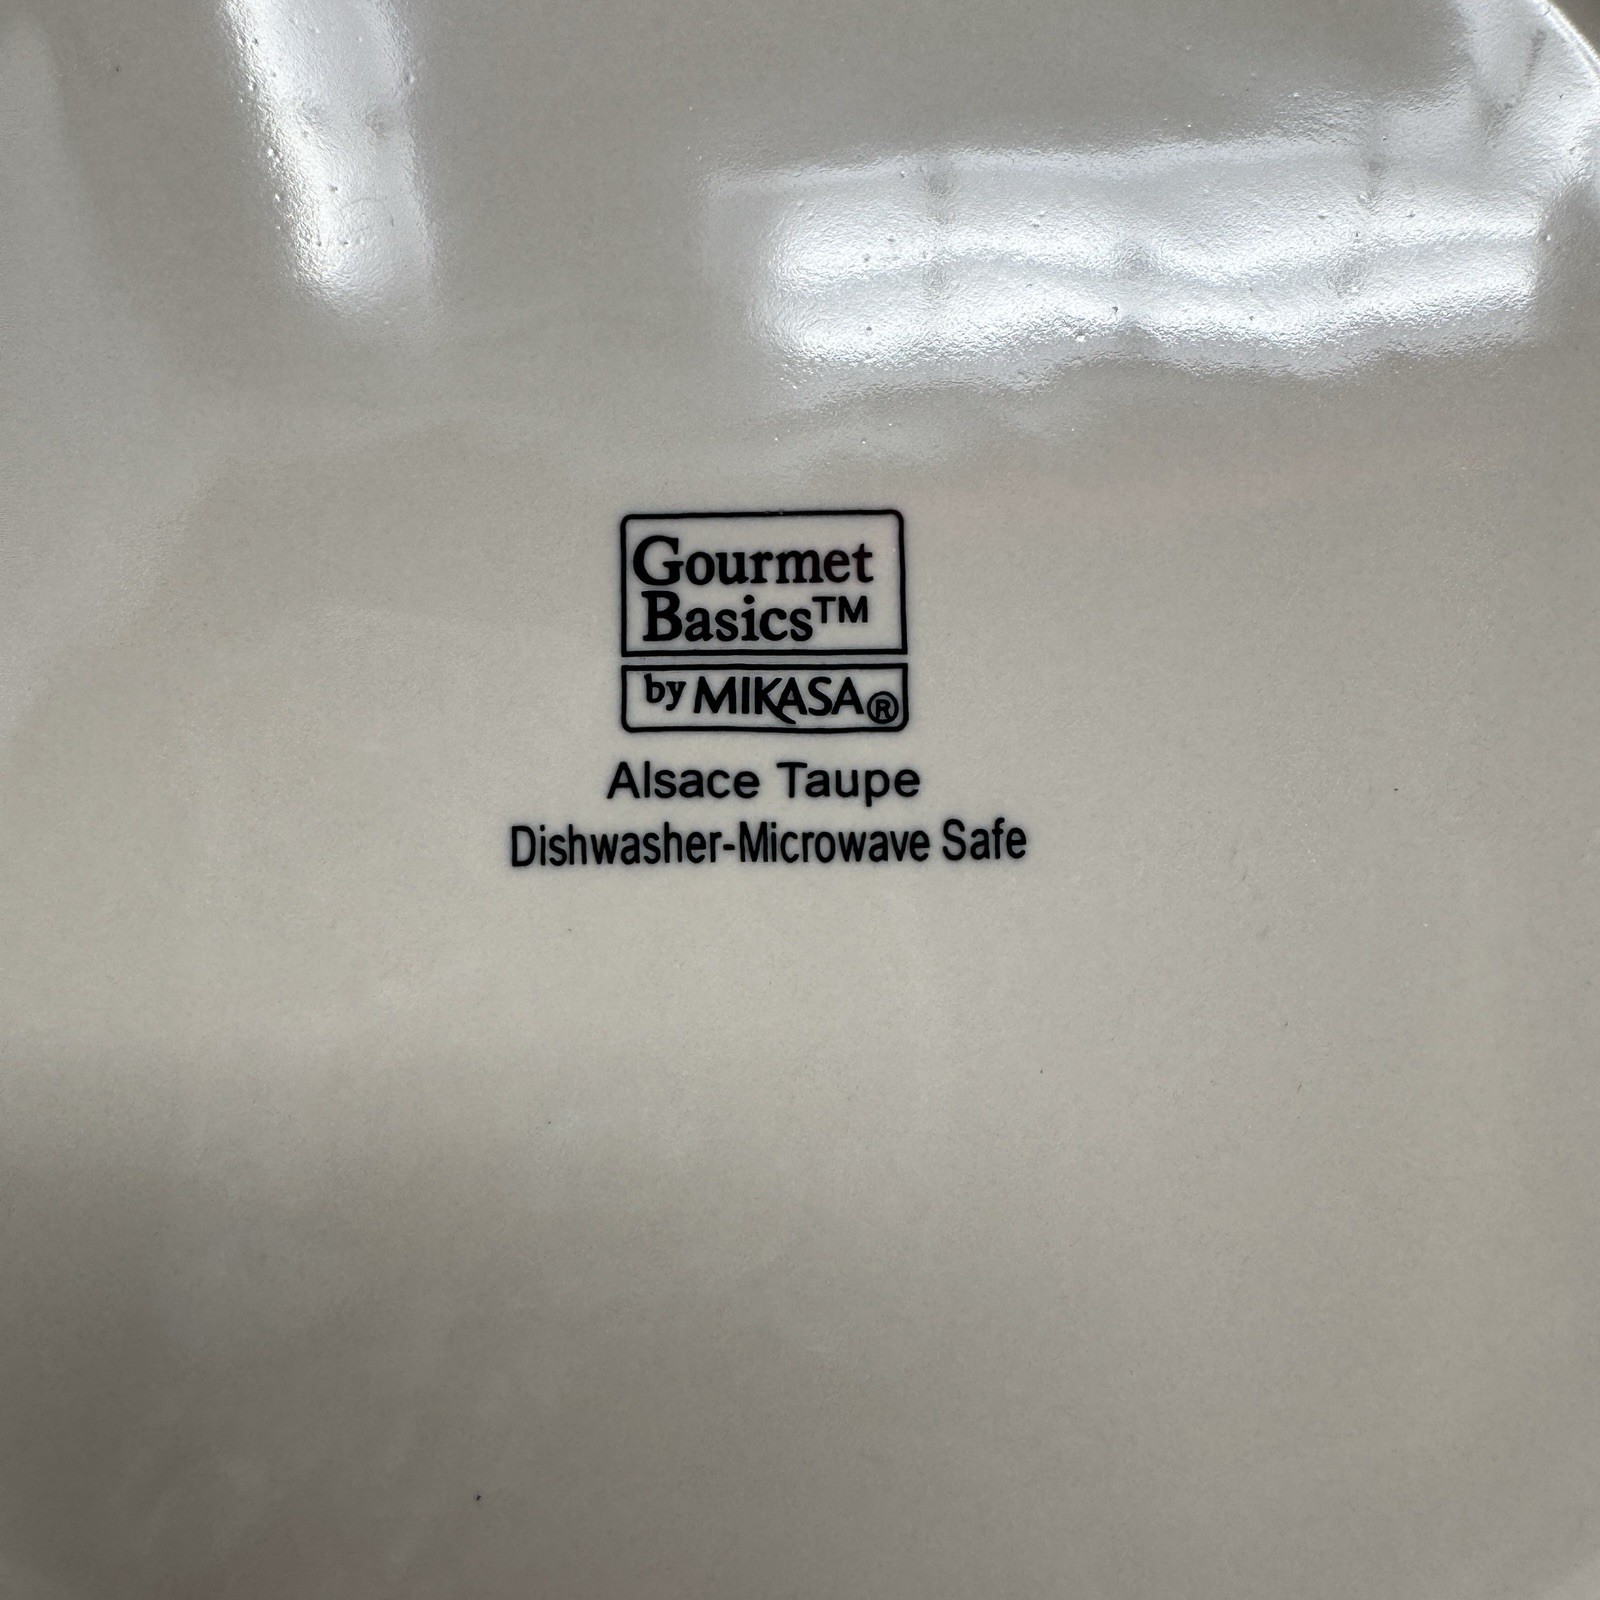 Gourmet
Basics™
by MIKASA®
Alsace Taupe
Dishwasher-Microwave Safe